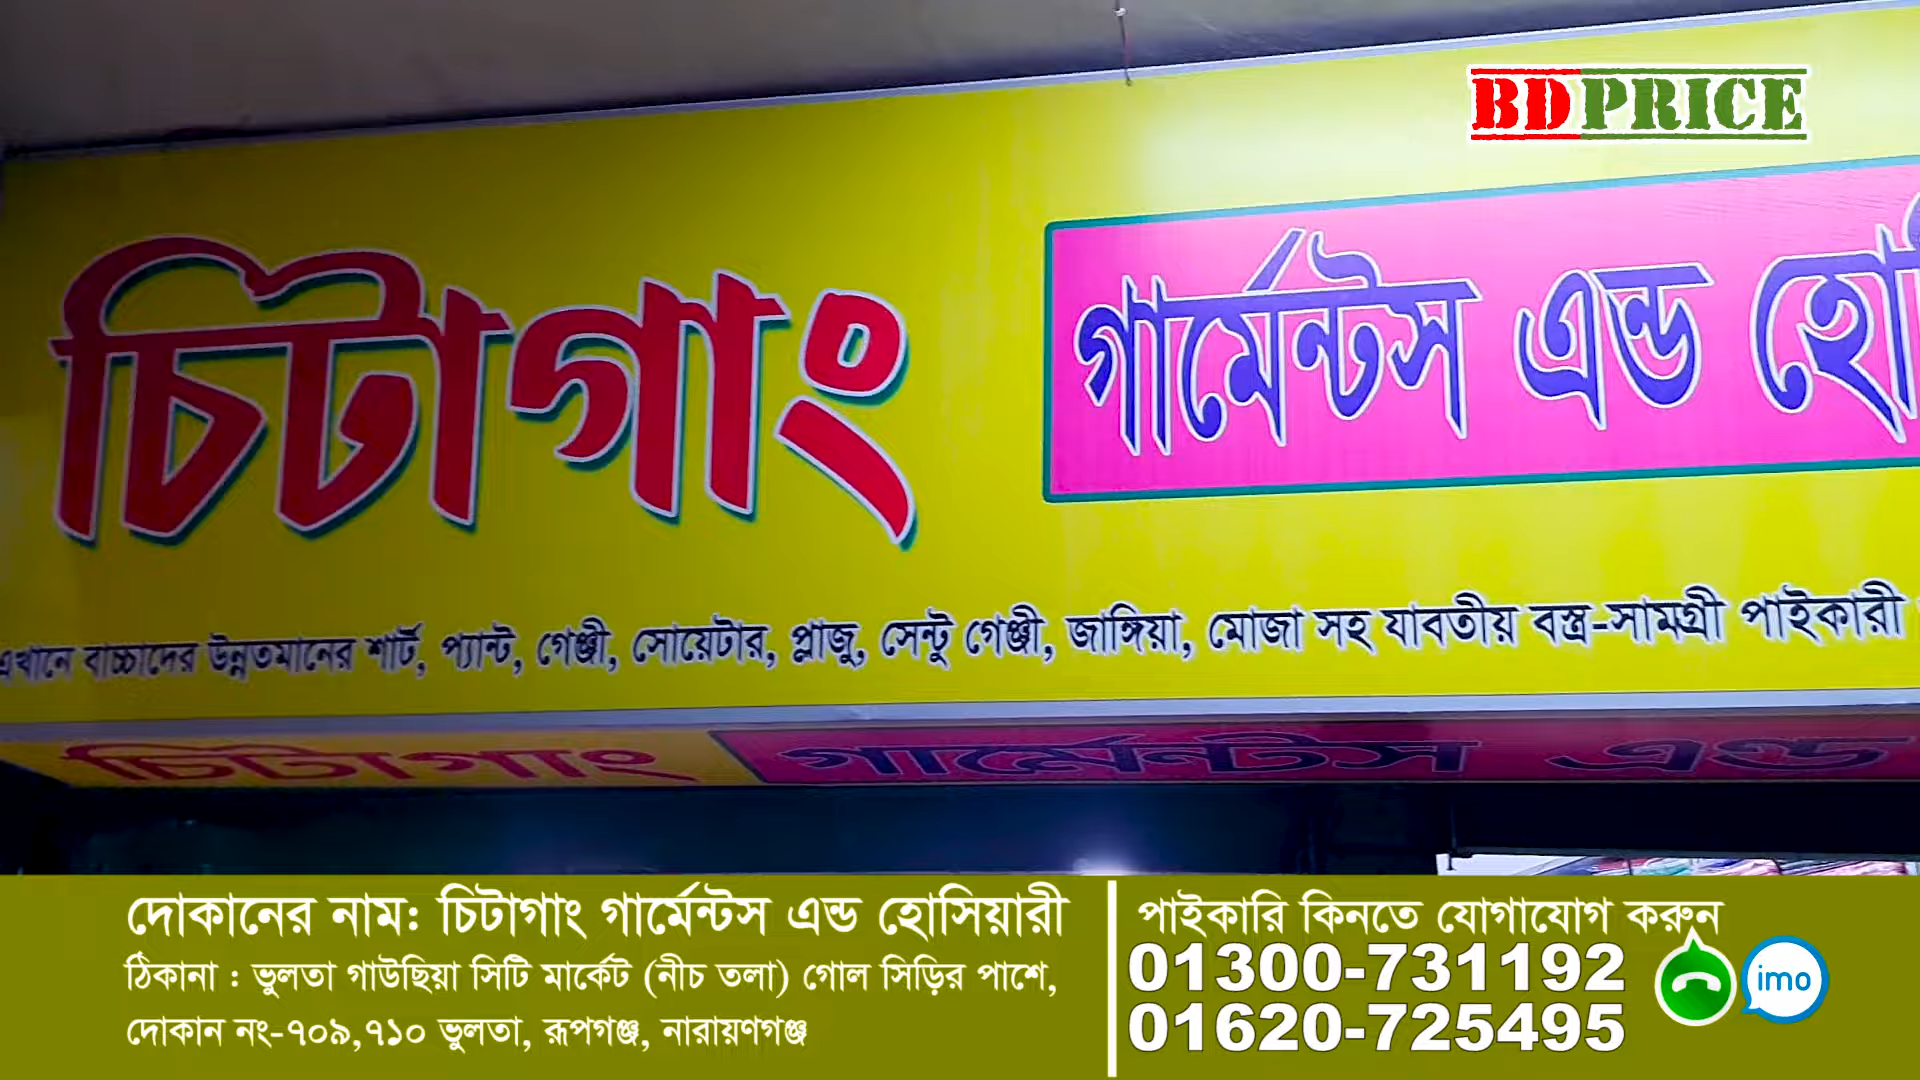 BDPRICE
চিটাগাং
গার্মেন্টস এন্ড হো
এখানে বাচ্চাদের উন্নতমানের শার্ট, প্যান্ট, গেঞ্জী, সোয়েটার, প্লাজু, সেন্টু গেঞ্জী, জাঙ্গিয়া, মোজা সহ যাবতীয় বস্ত্র-সামগ্রী পাইকারী
চিটাগাং গার্মেন্টস এন্ড
দোকানের নাম: চিটাগাং গার্মেন্টস এন্ড হোসিয়ারী
ঠিকানা : ভুলতা গাউছিয়া সিটি মার্কেট (নীচ তলা) গোল সিড়ির পাশে,
দোকান নং-৭০৯,৭১০ ভুলতা, রূপগঞ্জ, নারায়ণগঞ্জ
পাইকারি কিনতে যোগাযোগ করুন
01300-731192
01620-725495
imo